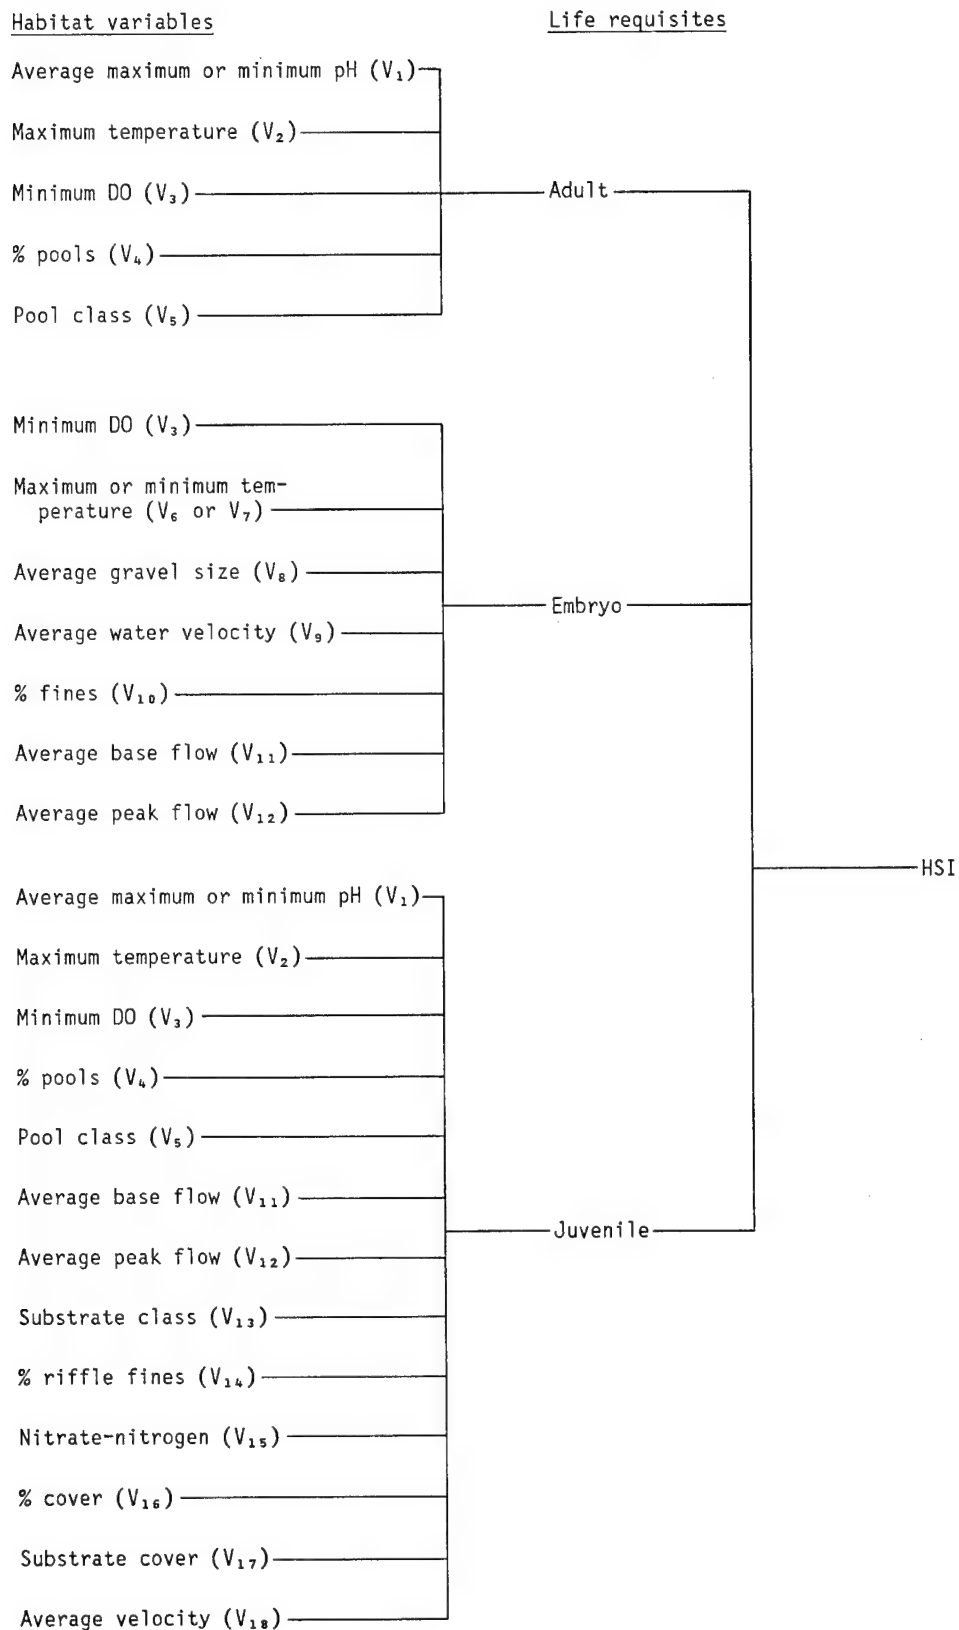 Habitat variables
Life requisites
Average maximum or minimum pH (V₁)
Maximum temperature (V₂)
Minimum DO (V₃)
Adult
% pools (V₄)
Pool class (V₅)
Minimum DO (V₃)
Maximum or minimum tem-
perature (V₆ or V₇)
Average gravel size (V₈)
Embryo
Average water velocity (V₉)
% fines (V₁₀)
Average base flow (V₁₁)
Average peak flow (V₁₂)
HSI
Average maximum or minimum pH (V₁)
Maximum temperature (V₂)
Minimum DO (V₃)
% pools (V₄)
Pool class (V₅)
Average base flow (V₁₁)
Juvenile
Average peak flow (V₁₂)
Substrate class (V₁₃)
% riffle fines (V₁₄)
Nitrate-nitrogen (V₁₅)
% cover (V₁₆)
Substrate cover (V₁₇)
Average velocity (V₁₈)